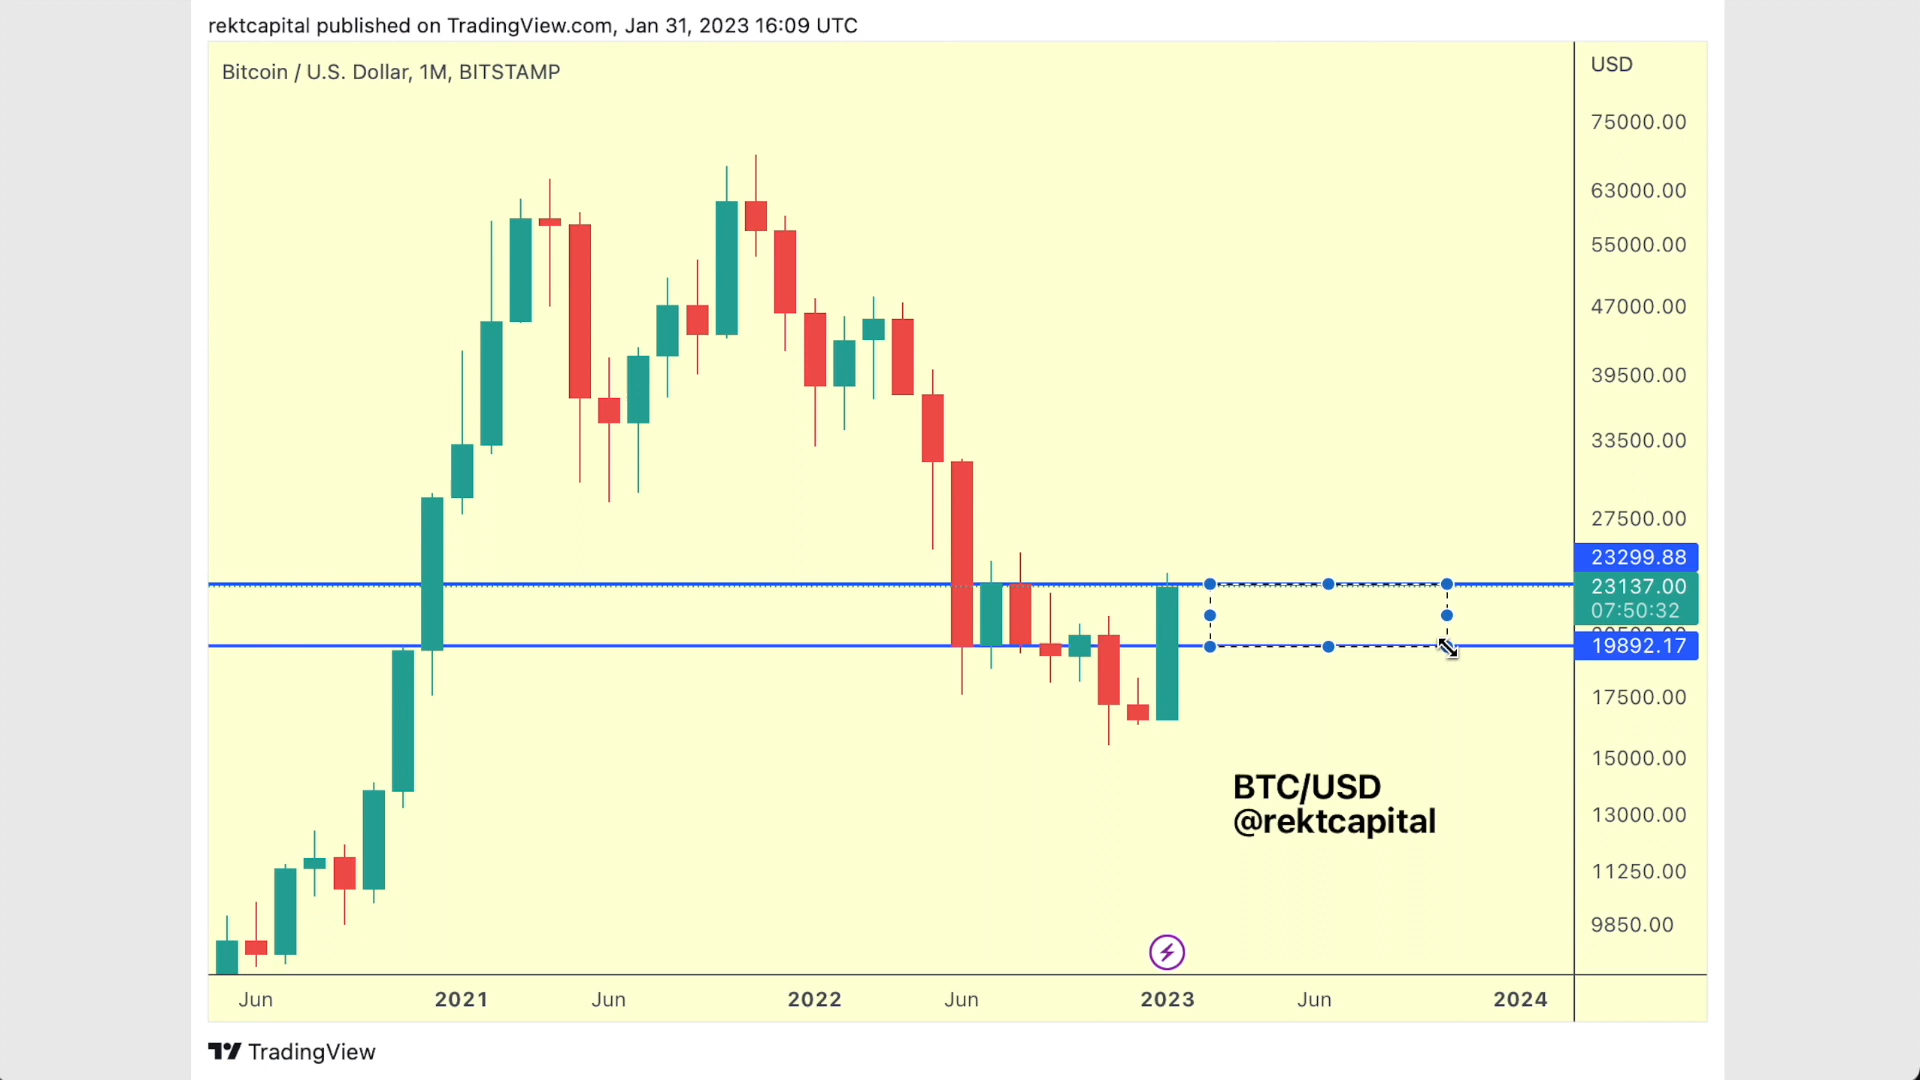 rektcapital published on TradingView.com, Jan 31, 2023 16:09 UTC
Bitcoin / U.S. Dollar, 1M, BITSTAMP
USD
75000.00
63000.00
55000.00
47000.00
39500.00
33500.00
27500.00
23299.88
23137.00
07:50:32
19892.17
17500.00
15000.00
13000.00
11250.00
9850.00
BTC/USD
@rektcapital
Jun 2021 Jun 2022 Jun 2023 Jun 2024
TradingView